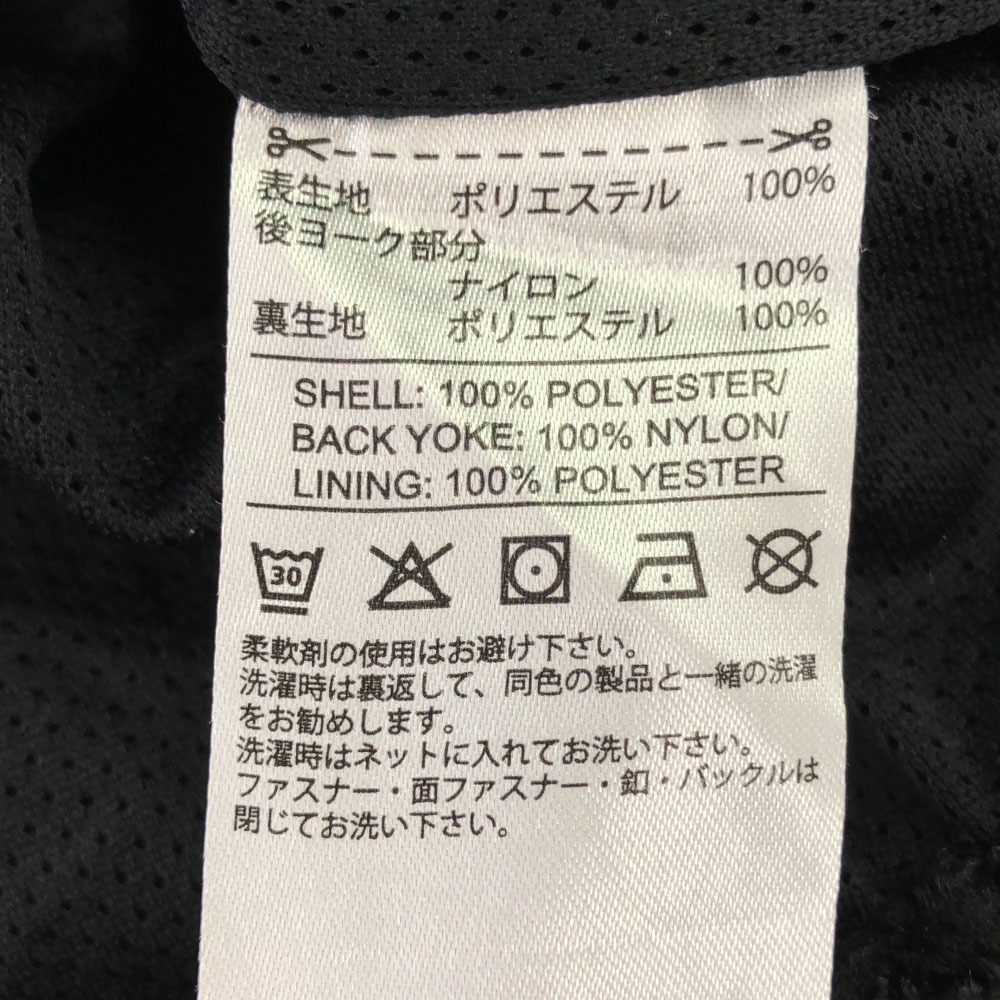 表生地 ポリエステル 100%
後ヨーク部分
ナイロン 100%
裏生地 ポリエステル 100%
SHELL: 100% POLYESTER/
BACK YOKE: 100% NYLON/
LINING: 100% POLYESTER
30
柔軟剤の使用はお避け下さい。
洗濯時は裏返して、同色の製品と一緒の洗濯
をお勧めします。
洗濯時はネットに入れてお洗い下さい。
ファスナー・面ファスナー・釦・バックルは
閉じてお洗い下さい。